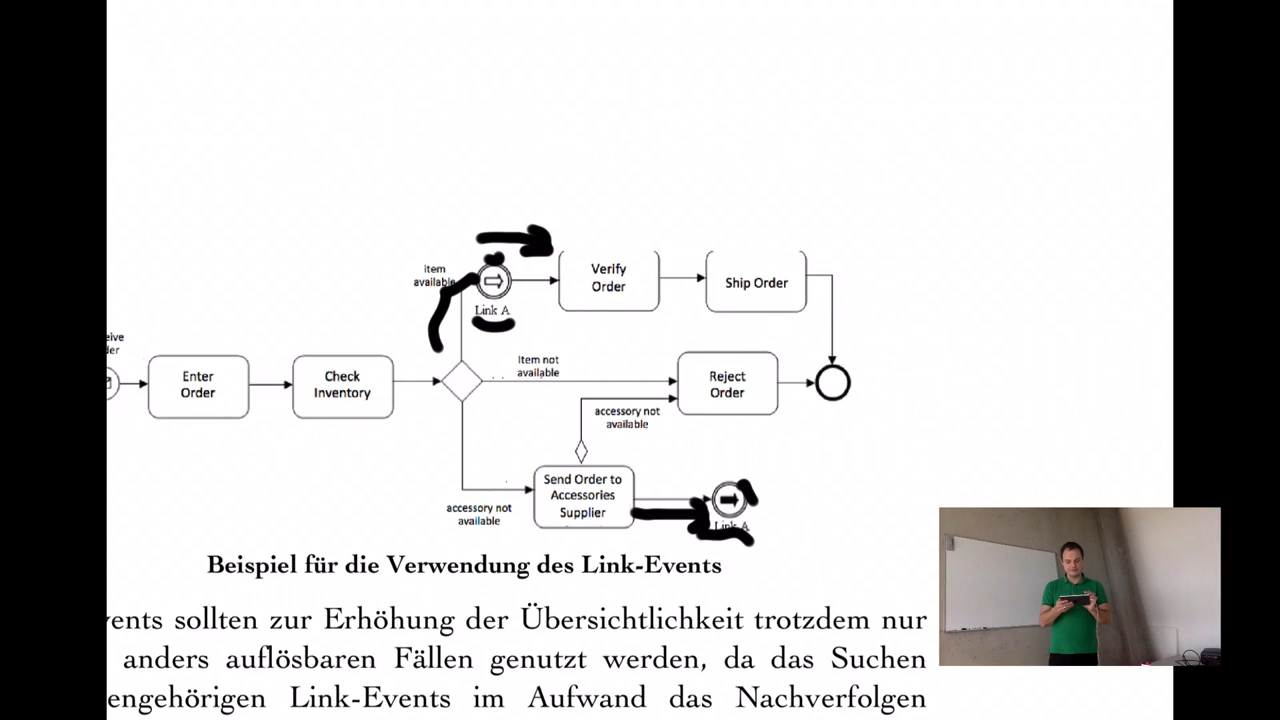 item
available
Link A
Verify
Order
Ship Order
Enter
Order
Check
Inventory
Item not
available
Reject
Order
accessory not
available
Send Order to
Accessories
Supplier
accessory not
available
Link A
Beispiel für die Verwendung des Link-Events
vents sollten zur Erhöhung der Übersichtlichkeit trotzdem nur
anders auflösbaren Fällen genutzt werden, da das Suchen
engehörigen Link-Events im Aufwand das Nachverfolgen